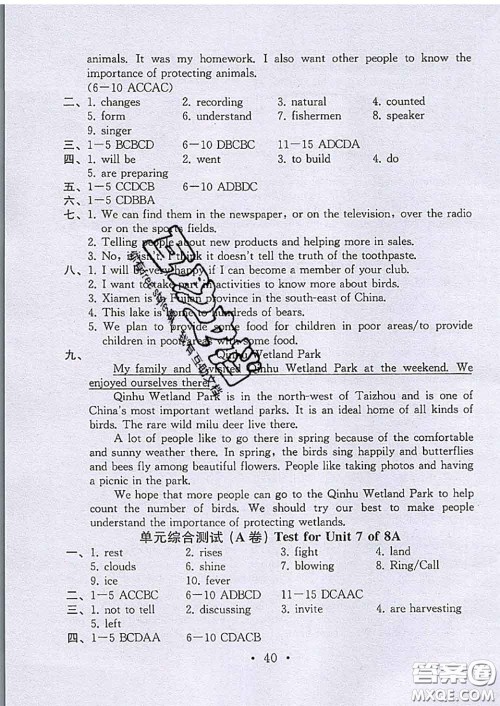 animals. It was my homework. I also want other people to know the
importance of protecting animals.
(6—10 ACCAC)
二、1. changes 2. recording 3. natural 4. counted
5. form 6. understand 7. fishermen 8. speaker
9. singer
三、1—5 BCBCD 6—10 DBCBC 11—15 ADCDA
四、1. will be 2. went 3. to build 4. do
5. are preparing
五、1—5 CCDCB 6—10 ADBDC
六、1—5 CDBBA
七、1. We can find them in the newspaper, or on the television, over the radio
or on the sports fields.
2. Telling people about new products and helping more in sales.
3. No, it isn't. I think it doesn't tell the truth of the toothpaste.
八、1. I will be very happy if I can become a member of your club.
2. I want to take part in activities to know more about birds.
3. Xiamen is in Fujian province in the south-east of China.
4. This lake is home to hundreds of bears.
5. We plan to provide some food for children in poor areas/to provide
children in poor areas with some food.
九、 Qinhu Wetland Park
My family and I visited Qinhu Wetland Park at the weekend. We
enjoyed ourselves there.
Qinhu Wetland Park is in the north-west of Taizhou and is one of
China's most important wetland parks. It is an ideal home of all kinds of
birds. The rare wild milu deer live there.
A lot of people like to go there in spring because of the comfortable
and sunny weather there. In spring, the birds sing happily and butterflies
and bees fly among beautiful flowers. People like taking photos and having
a picnic in the park.
We hope that more people can go to the Qinhu Wetland Park to help
count the number of birds. We should try our best to make people
understand the importance of protecting wetlands.
单元综合测试 (A 卷) Test for Unit 7 of 8A
一、1. rest 2. rises 3. fight 4. land
5. clouds 6. shine 7. blowing 8. Ring/Call
9. ice 10. fever
二、1—5 ACCBC 6—10 ADBCD 11—15 DCAAC
三、1. not to tell 2. discussing 3. invite 4. are harvesting
5. left
四、1—5 BCDAA 6—10 CDACB
• 40 •
答案圈
MXQE.COM